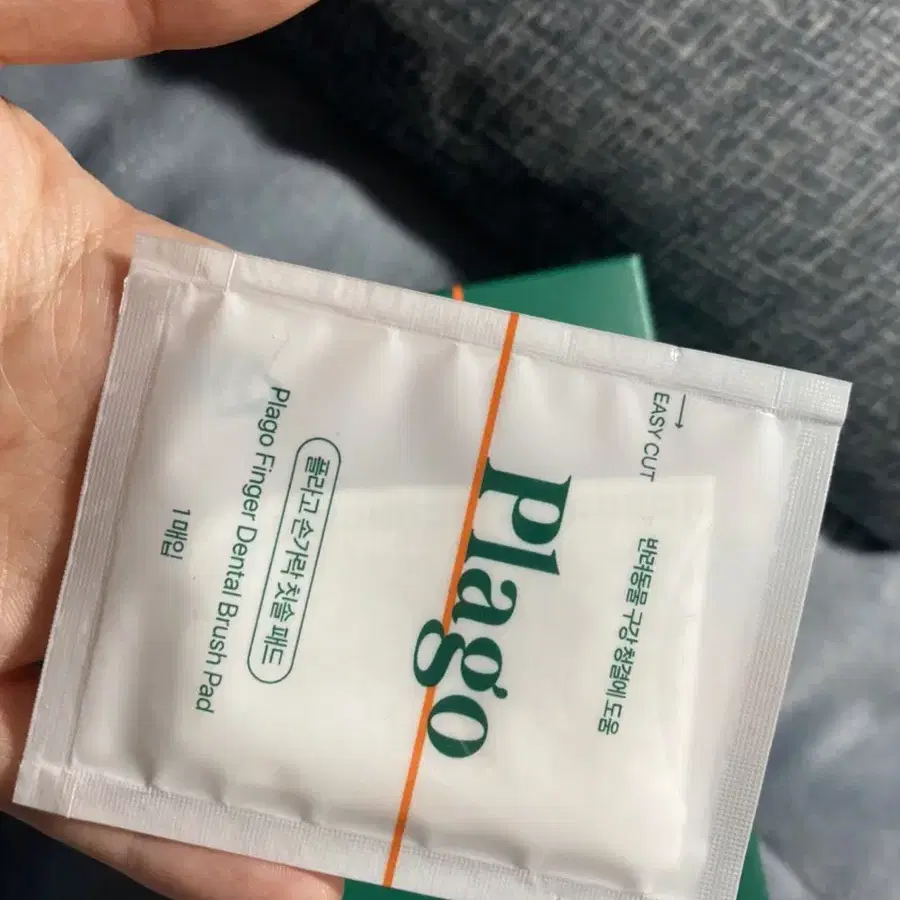 EASY CUT
반려동물 구강 청결에 도움
Plago
플라고 손가락 칫솔 패드
Plago Finger Dental Brush Pad
1매입